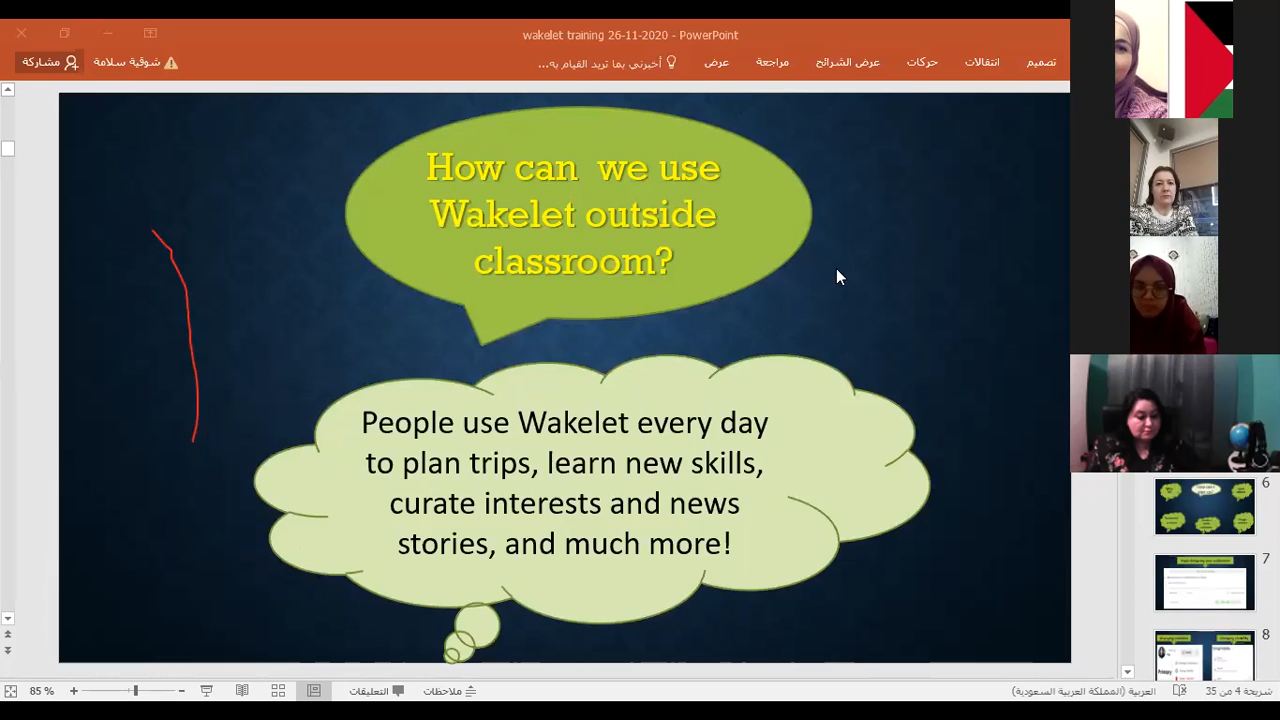 wakelet training 26-11-2020 - PowerPoint
مشاركة
شوقية سلامة
أخبرني بما تريد القيام به...
عرض
مراجعة
عرض الشرائح
حركات
انتقالات
تصميم
How can we use
Wakelet outside
classroom?
People use Wakelet every day
to plan trips, learn new skills,
curate interests and news
stories, and much more!
6
7
8
85 %
التعليقات
ملاحظات
العربية (المملكة العربية السعودية)
شريحة 4 من 35